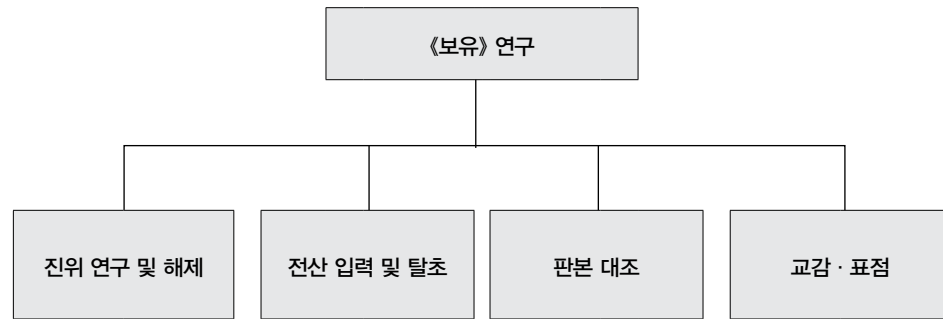 《보유》 연구
진위 연구 및 해제
전산 입력 및 탈초
판본 대조
교감 · 표점